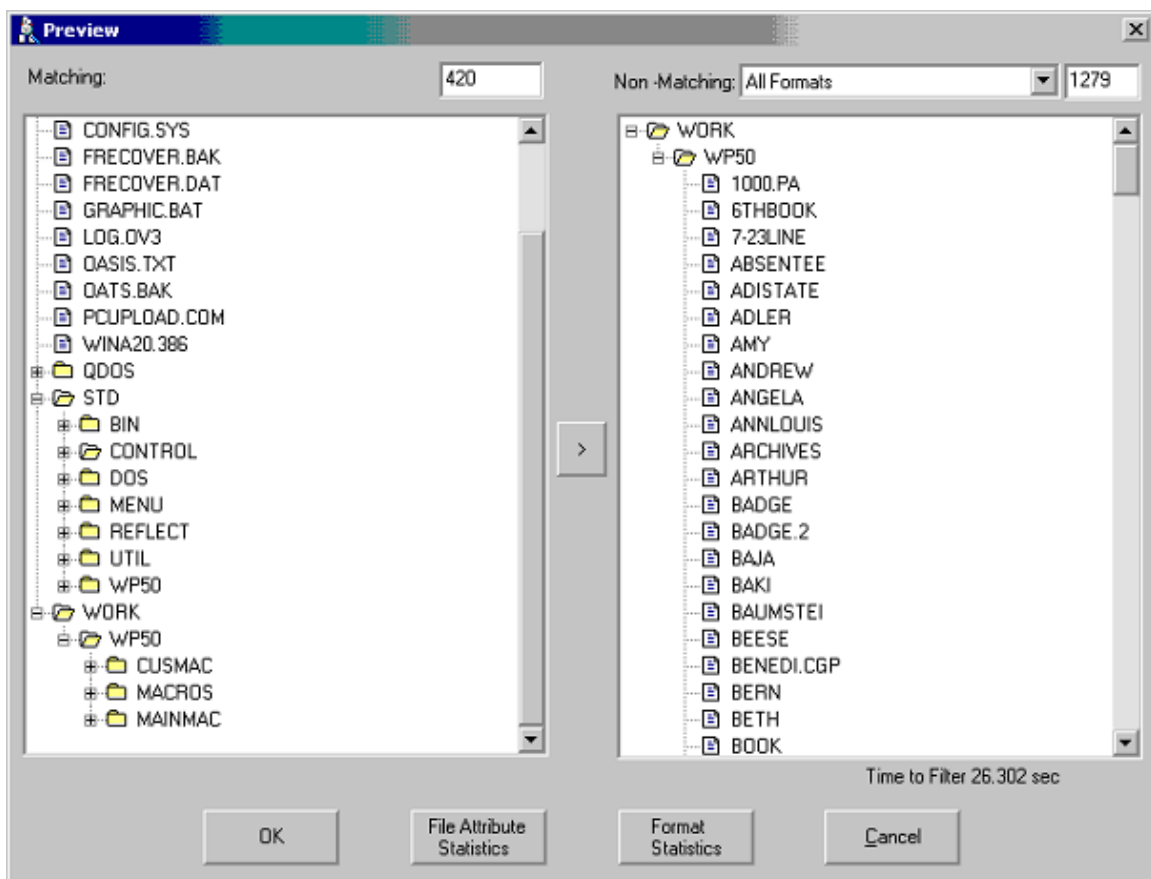 Preview
Matching:
420
CONFIG.SYS
FRECOVER.BAK
FRECOVER.DAT
GRAPHIC.BAT
LOG.OV3
OASIS.TXT
OATS.BAK
PCUPLOAD.COM
WINA20.386
QDOS
STD
BIN
CONTROL
DOS
MENU
REFLECT
UTIL
WP50
WORK
WP50
CUSMAC
MACROS
MAINMAC
>
Non -Matching: All Formats
1279
WORK
WP50
1000.PA
6THBOOK
7-23LINE
ABSENTEE
ADISTATE
ADLER
AMY
ANDREW
ANGELA
ANNLOUIS
ARCHIVES
ARTHUR
BADGE
BADGE.2
BAJA
BAKI
BAUMSTEI
BEESE
BENEDI.CGP
BERN
BETH
BOOK
Time to Filter 26.302 sec
OK
File Attribute
Statistics
Format
Statistics
Cancel